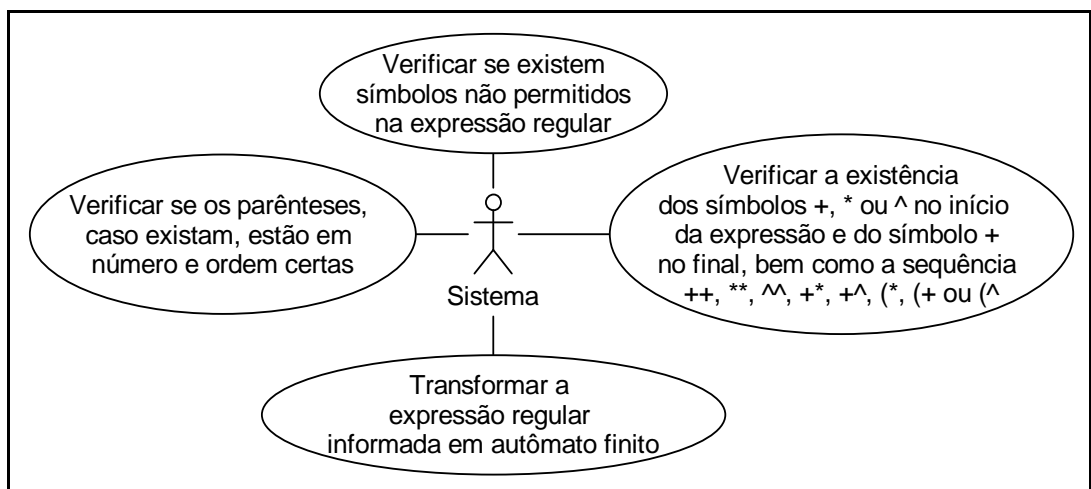 Verificar se existem
símbolos não permitidos
na expressão regular
Verificar se os parênteses,
caso existam, estão em
número e ordem certas
Verificar a existência
dos símbolos +, * ou ^ no início
da expressão e do símbolo +
no final, bem como a sequência
++, **, ^^, +*, +^, (*, (+ ou (^
Sistema
Transformar a
expressão regular
informada em autômato finito